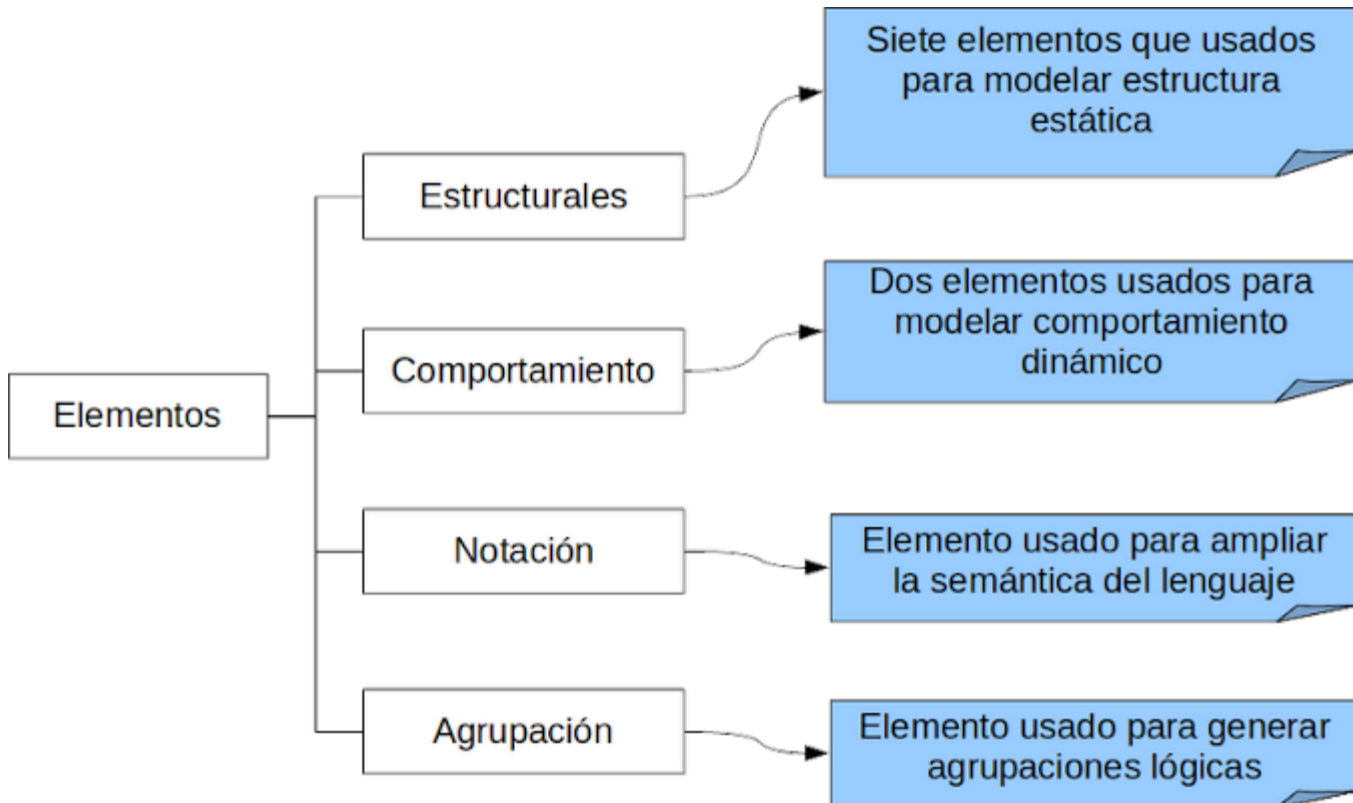 Siete elementos que usados
para modelar estructura
estática
Estructurales
Dos elementos usados para
modelar comportamiento
dinámico
Comportamiento
Elementos
Notación
Elemento usado para ampliar
la semántica del lenguaje
Agrupación
Elemento usado para generar
agrupaciones lógicas